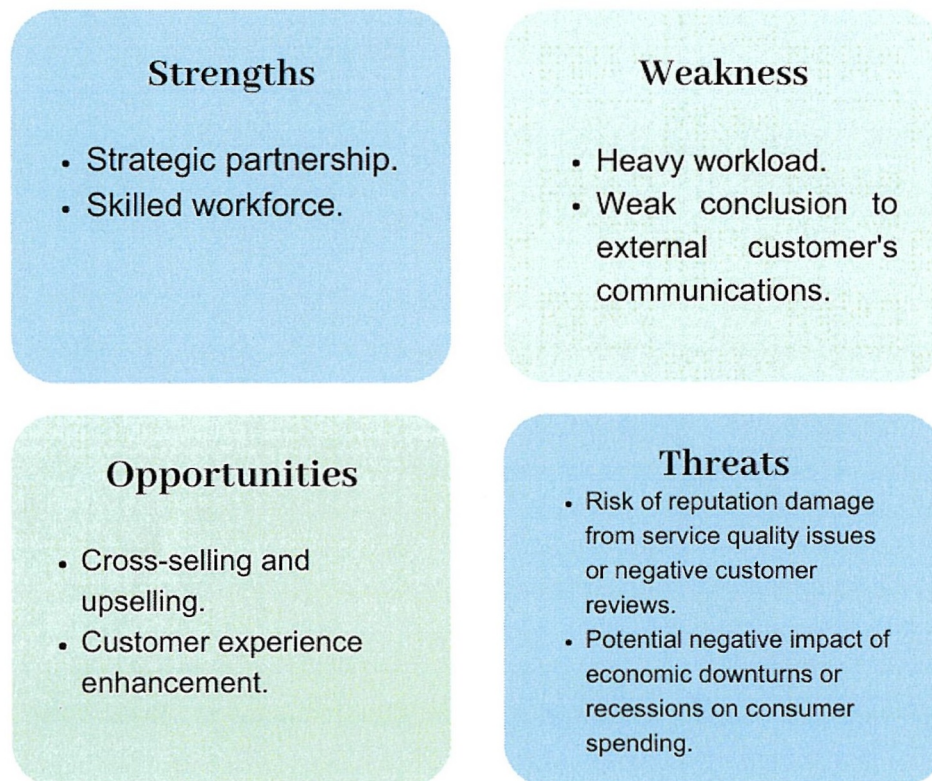 Strengths
• Strategic partnership.
• Skilled workforce.
Weakness
• Heavy workload.
• Weak conclusion to
external customer's
communications.
Opportunities
• Cross-selling and
upselling.
• Customer experience
enhancement.
Threats
• Risk of reputation damage
from service quality issues
or negative customer
reviews.
• Potential negative impact of
economic downturns or
recessions on consumer
spending.